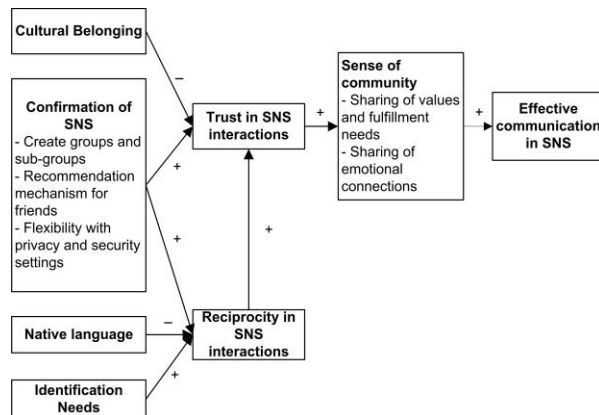 Cultural Belonging
Confirmation of
SNS
- Create groups and
sub-groups
- Recommendation
mechanism for
friends
- Flexibility with
privacy and security
settings
Native language
Identification
Needs
–
+
+
–
+
Trust in SNS
interactions
+
Reciprocity in
SNS
interactions
+
Sense of
community
- Sharing of values
and fulfillment
needs
- Sharing of
emotional
connections
+
Effective
communication
in SNS